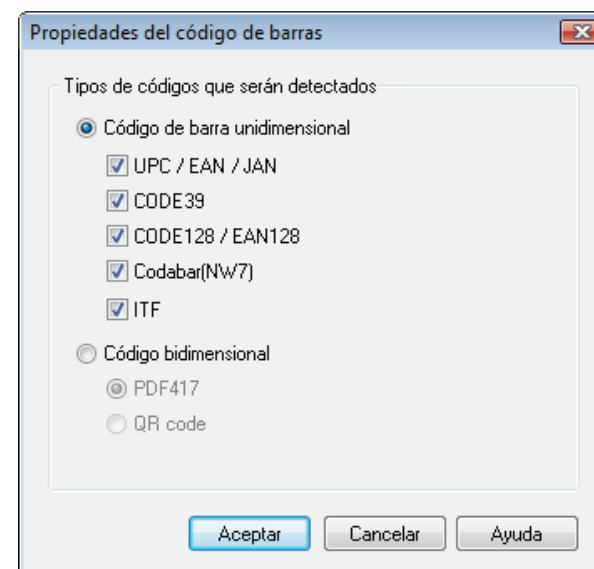 Propiedades del código de barras
Tipos de códigos que serán detectados
Código de barra unidimensional
UPC / EAN / JAN
CODE39
CODE128 / EAN128
Codabar(NW7)
ITF
Código bidimensional
PDF417
QR code
Aceptar Cancelar Ayuda